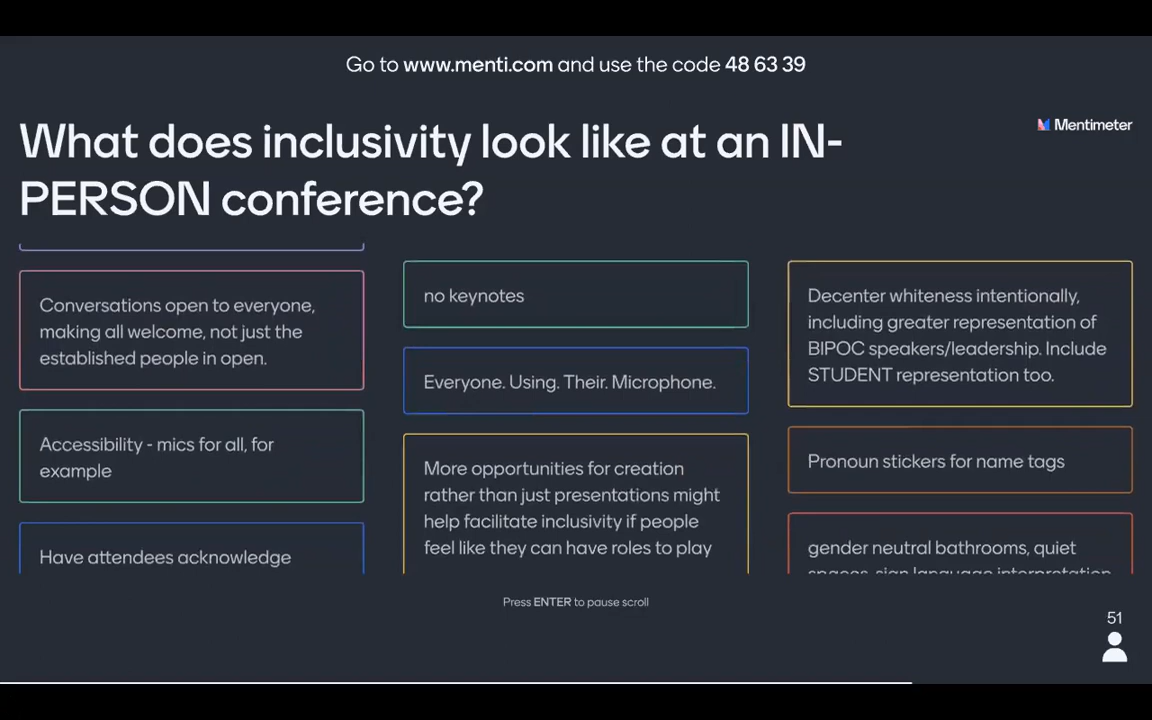 Go to www.menti.com and use the code 48 63 39
Mentimeter
What does inclusivity look like at an IN-
PERSON conference?
Conversations open to everyone,
making all welcome, not just the
established people in open.
Accessibility - mics for all, for
example
Have attendees acknowledge
no keynotes
Everyone. Using. Their. Microphone.
More opportunities for creation
rather than just presentations might
help facilitate inclusivity if people
feel like they can have roles to play
Decenter whiteness intentionally,
including greater representation of
BIPOC speakers/leadership. Include
STUDENT representation too.
Pronoun stickers for name tags
gender neutral bathrooms, quiet
spaces, sign language interpretation
Press ENTER to pause scroll
51